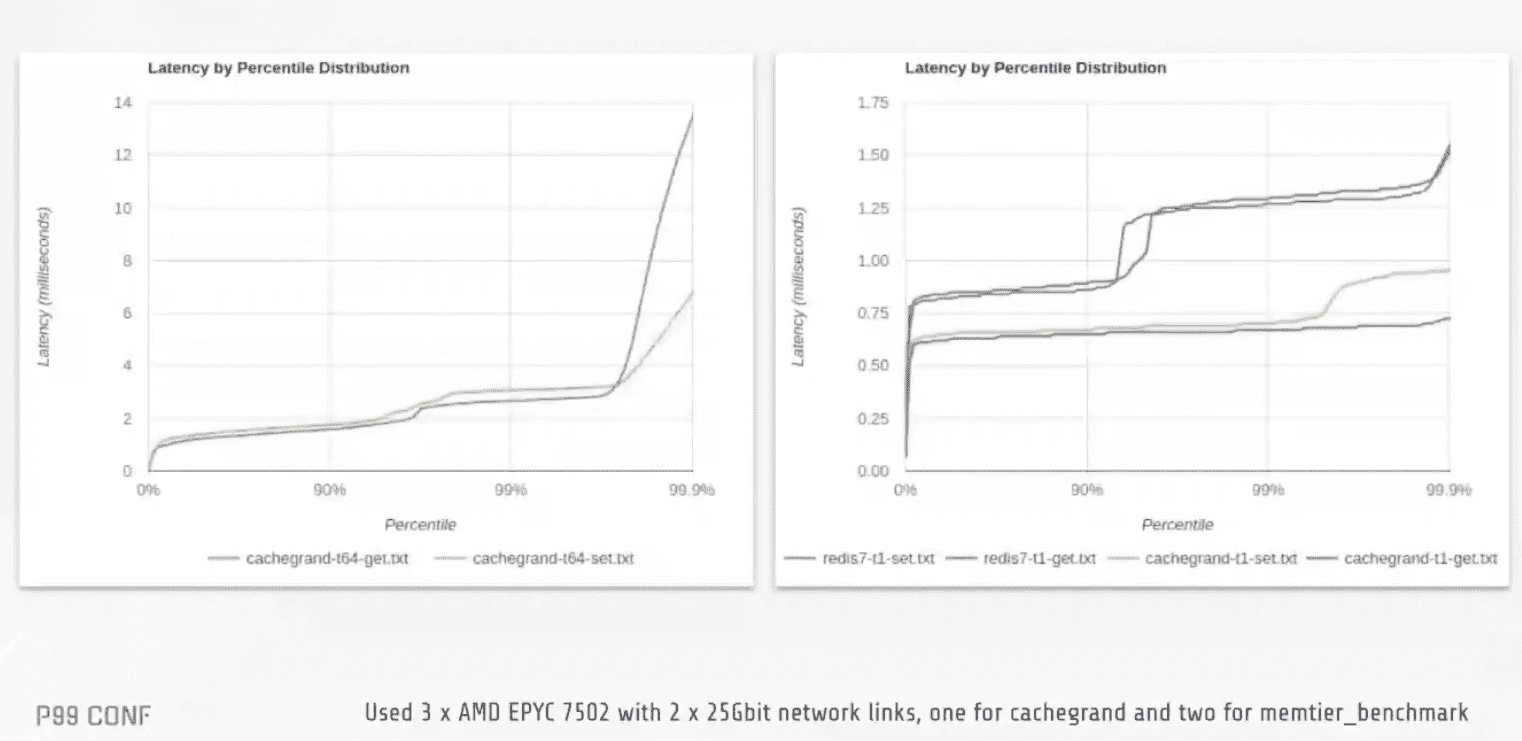 Latency by Percentile Distribution
14
12
10
8
6
4
2
0
Latency (milliseconds)
0% 90% 99% 99.9%
Percentile
cachegrand-t64-get.txt cachegrand-t64-set.txt
Latency by Percentile Distribution
1.75
1.50
1.25
1.00
0.75
0.50
0.25
0.00
Latency (milliseconds)
0% 90% 99% 99.9%
Percentile
redis7-t1-set.txt redis7-t1-get.txt cachegrand-t1-set.txt cachegrand-t1-get.txt
P99 CONF
Used 3 x AMD EPYC 7502 with 2 x 25Gbit network links, one for cachegrand and two for memtier_benchmark